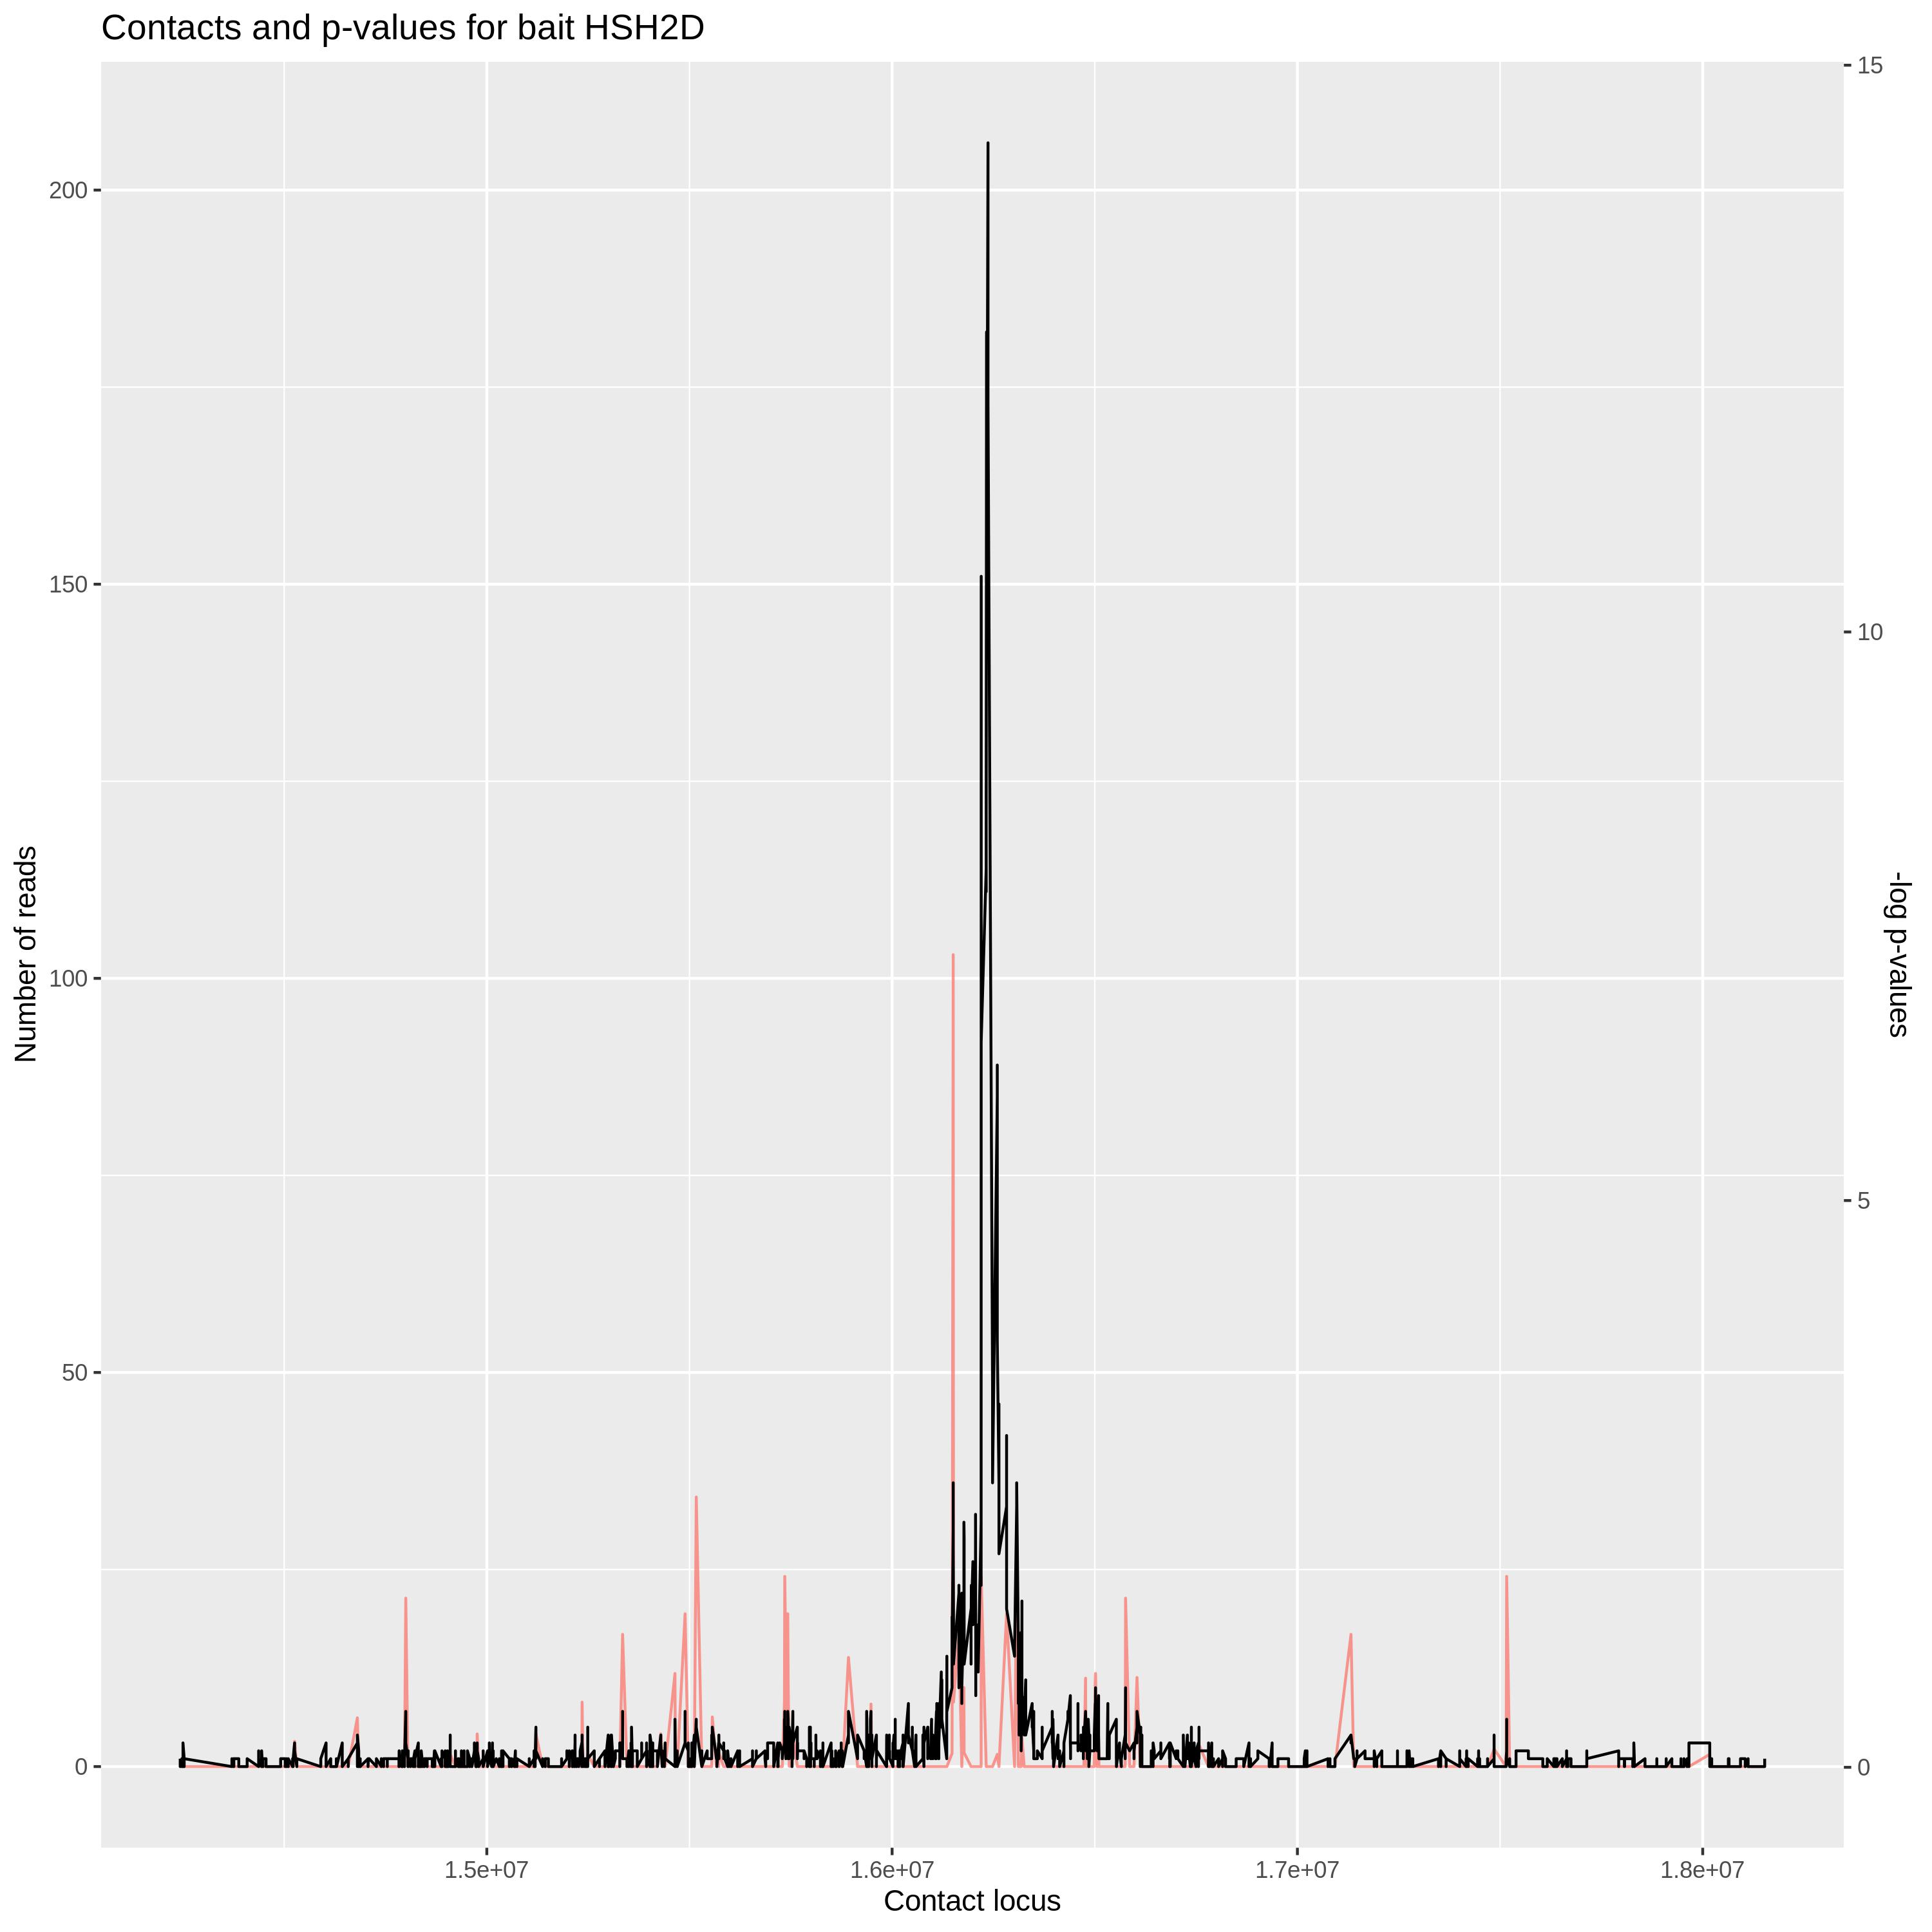 Contacts and p-values for bait HSH2D
15
200
150
10
100
Number of reads
-log p-values
5
50
0
0
1.5e+07
1.6e+07
1.7e+07
1.8e+07
Contact locus